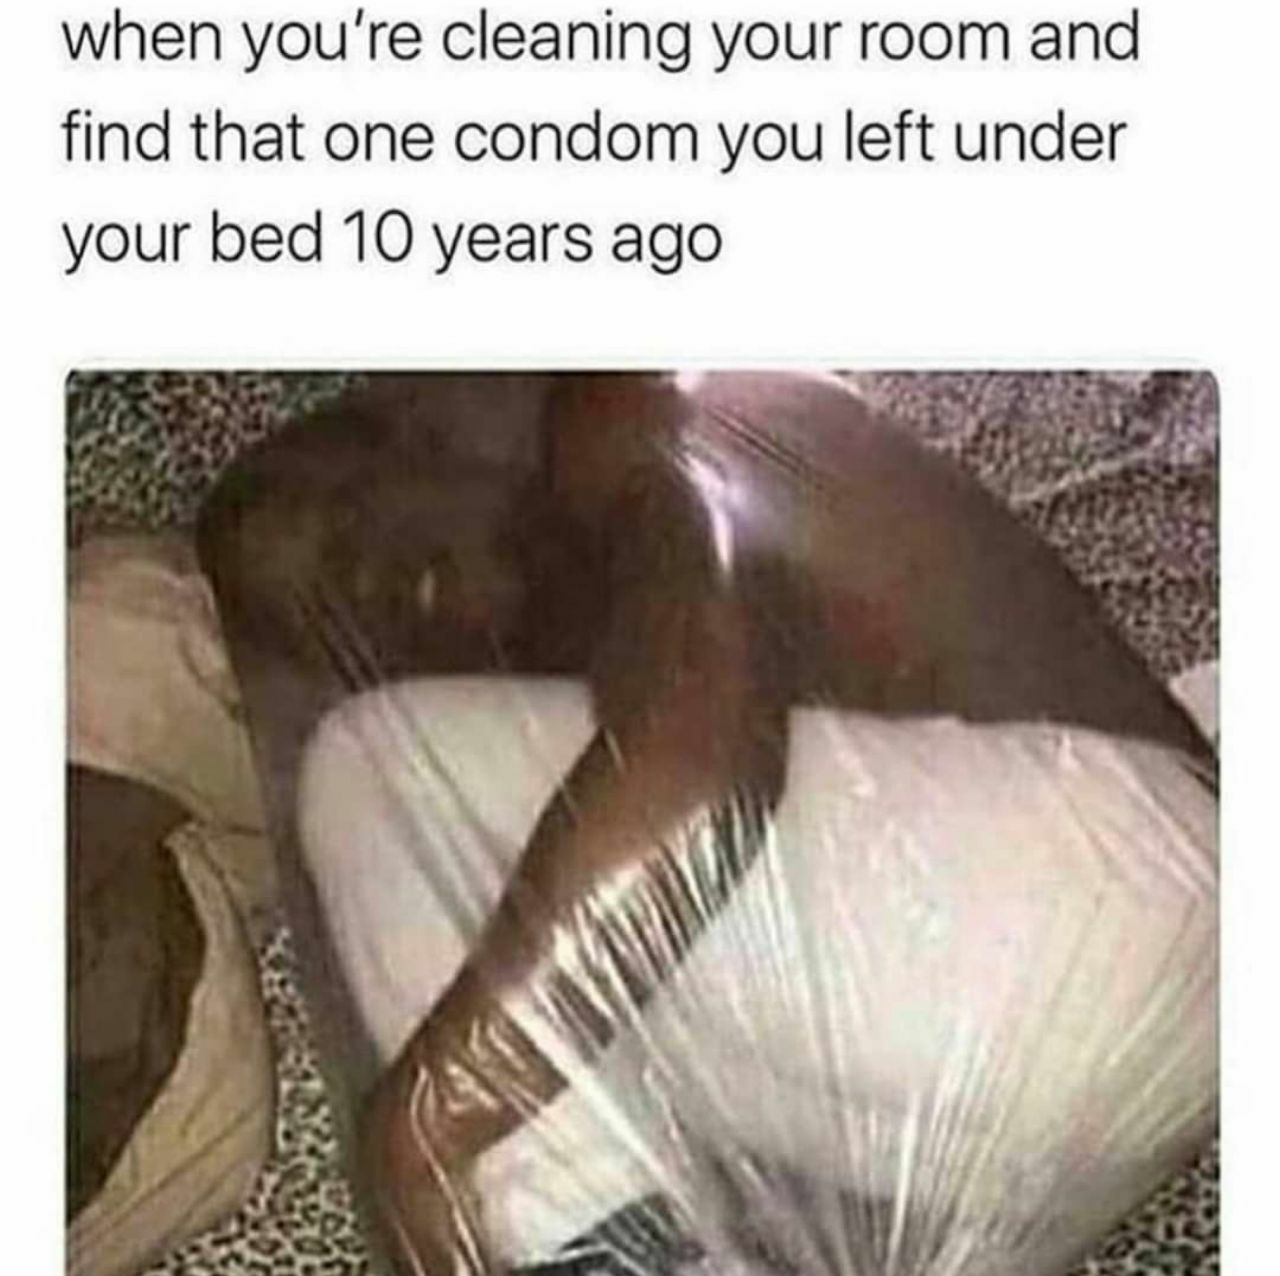 when you're cleaning your room and
find that one condom you left under
your bed 10 years ago